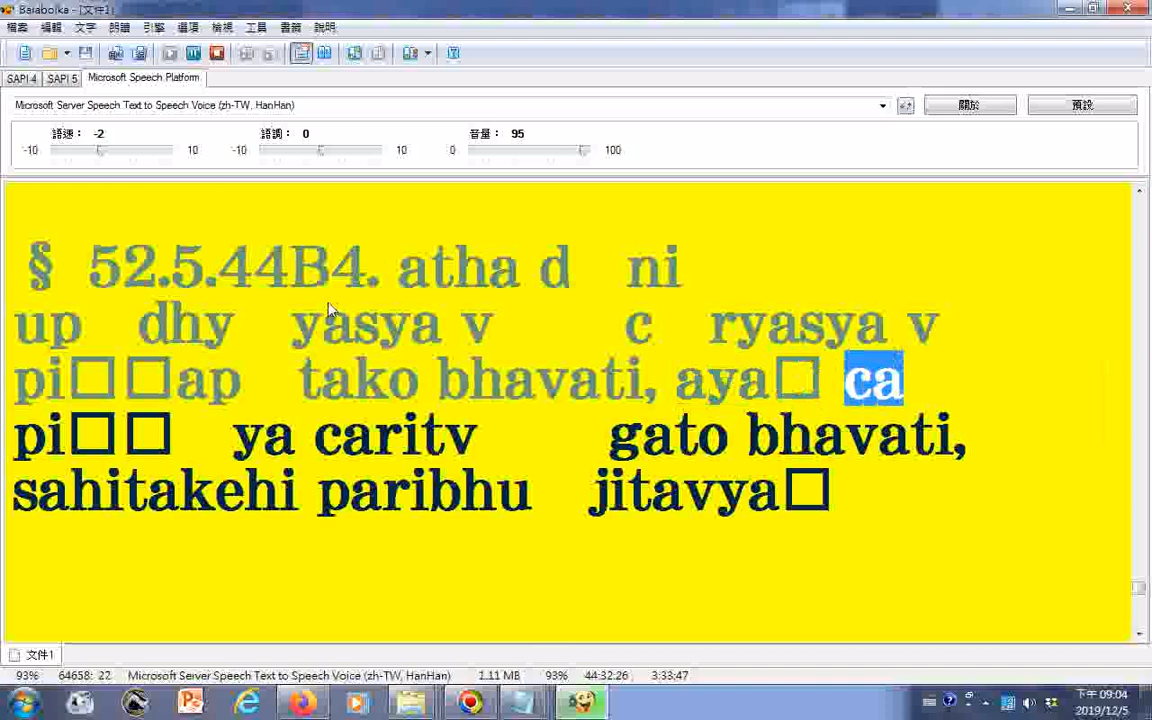 Balabolka - [文件1]
檔案 編輯 文字 朗讀 引擎 選項 檢視 工具 書籤 說明
SAPI 4 SAPI 5 Microsoft Speech Platform
Microsoft Server Speech Text to Speech Voice (zh-TW, HanHan) 關於 預設
語速： -2 語調： 0 音量： 95
-10 10 -10 10 0 100
§ 52.5.44B4. atha d ni
up dhy yasya v c ryasya v
pi□□ap tako bhavati, aya□ ca
pi□□ ya caritv gato bhavati,
sahitakehi paribhu jitavya□
文件1
93% 64658: 22 Microsoft Server Speech Text to Speech Voice (zh-TW, HanHan) 1.11 MB 93% 44:32:26 3:33:47
下午 09:04
2019/12/5